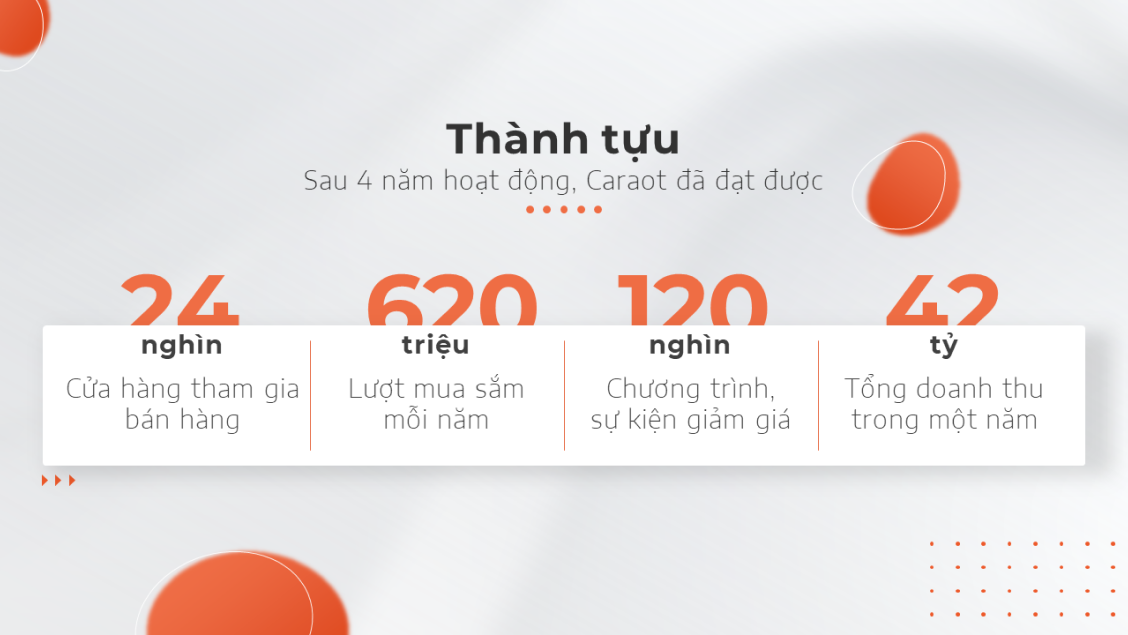 Thành tựu
Sau 4 năm hoạt động, Caraot đã đạt được
24
nghìn
Cửa hàng tham gia
bán hàng
620
triệu
Lượt mua sắm
mỗi năm
120
nghìn
Chương trình,
sự kiện giảm giá
42
tỷ
Tổng doanh thu
trong một năm